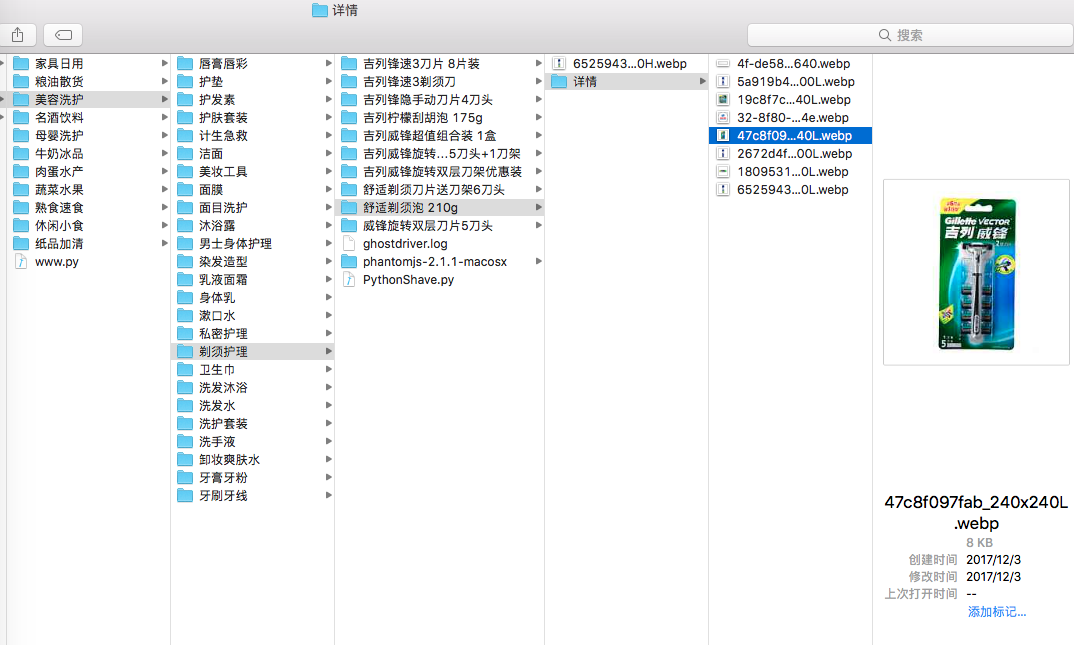 详情
搜索
家具日用
粮油散货
美容洗护
名酒饮料
母婴洗护
牛奶冰品
肉蛋水产
蔬菜水果
熟食速食
休闲小食
纸品加清
www.py
唇膏唇彩
护垫
护发素
护肤套装
计生急救
洁面
美妆工具
面膜
面目洗护
沐浴露
男士身体护理
染发造型
乳液面霜
身体乳
漱口水
私密护理
剃须护理
卫生巾
洗发沐浴
洗发水
洗护套装
洗手液
卸妆爽肤水
牙膏牙粉
牙刷牙线
吉列锋速3刀片 8片装
吉列锋速3剃须刀
吉列锋隐手动刀片4刀头
吉列柠檬刮胡泡 175g
吉列威锋超值组合装 1盒
吉列威锋旋转...5刀头+1刀架
吉列威锋旋转双层刀架优惠装
舒适剃须刀片送刀架6刀头
舒适剃须泡 210g
威锋旋转双层刀片5刀头
ghostdriver.log
phantomjs-2.1.1-macosx
PythonShave.py
6525943...0H.webp
详情
4f-de58...640.webp
5a919b4...00L.webp
19c8f7c...40L.webp
32-8f80-...4e.webp
47c8f09...40L.webp
2672d4f...00L.webp
1809531...0L.webp
6525943...0L.webp
Gillette VECTOR
吉列 威锋
5
47c8f097fab_240x240L
.webp
8 KB
创建时间 2017/12/3
修改时间 2017/12/3
上次打开时间 --
添加标记...